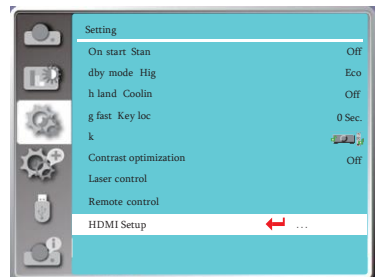 Setting
On start Stan Off
dby mode Hig Eco
h land Coolin Off
g fast Key loc 0 Sec.
k
Contrast optimization Off
Laser control
Remote control
HDMI Setup ...